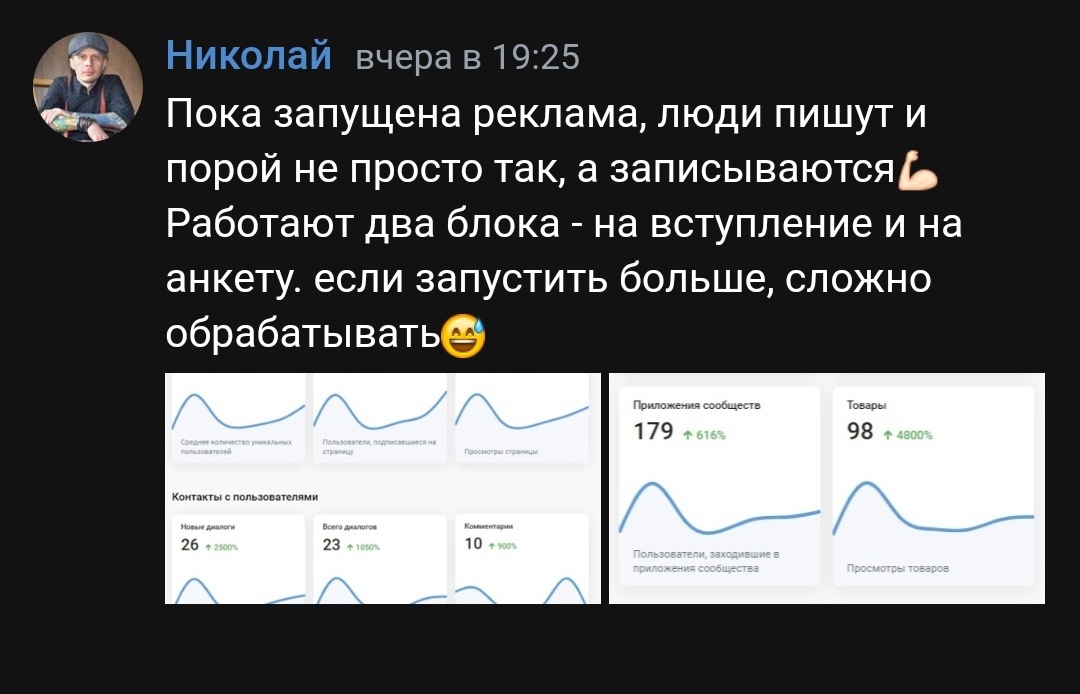 Николай вчера в 19:25
Пока запущена реклама, люди пишут и
порой не просто так, а записываются💪🏻
Работают два блока - на вступление и на
анкету. если запустить больше, сложно
обрабатывать😅
Среднее количество уникальных
пользователей
Пользователи, подписавшиеся на
страницу
Просмотры страницы
Контакты с пользователями
Новые диалоги
26 ↑ 2500%
Всего диалогов
23 ↑ 1050%
Комментарии
10 ↑ 900%
Приложения сообществ
179 ↑ 616%
Пользователи, заходившие в
приложения сообщества
Товары
98 ↑ 4800%
Просмотры товаров